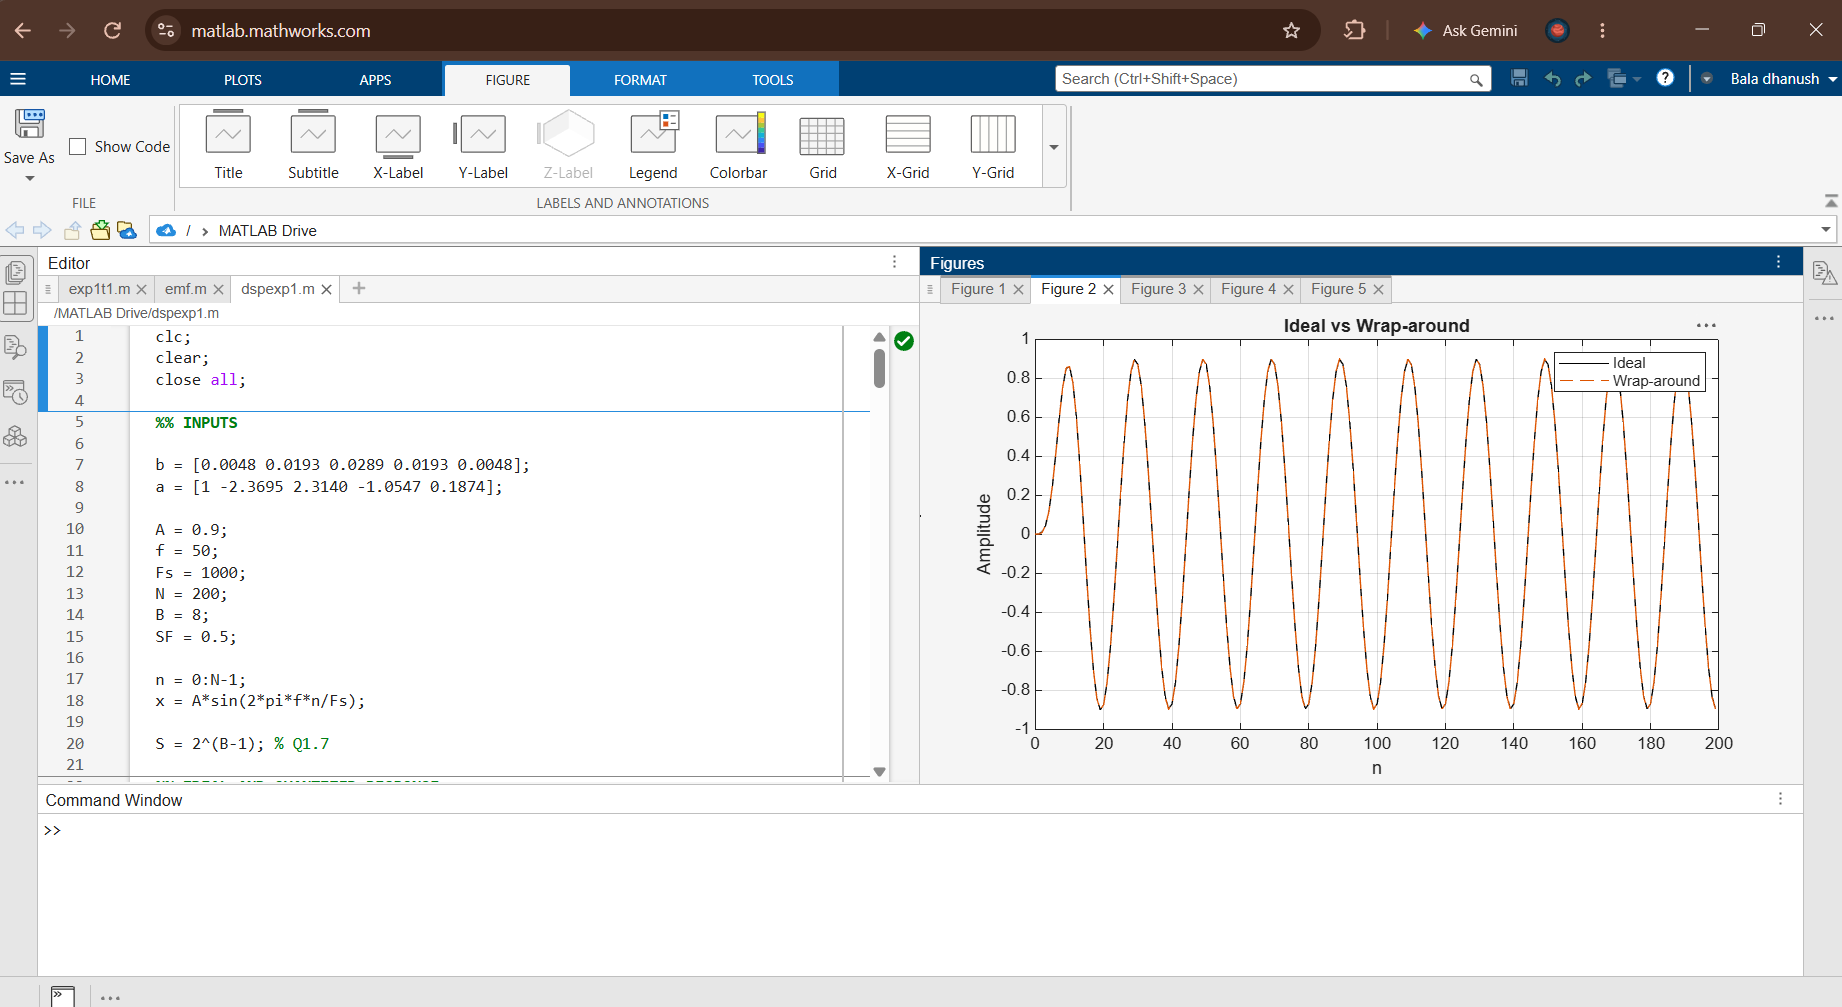 matlab.mathworks.com
Ask Gemini
HOME PLOTS APPS FIGURE FORMAT TOOLS
Search (Ctrl+Shift+Space)
Bala dhanush
Save As
Show Code
FILE
Title Subtitle X-Label Y-Label Z-Label Legend Colorbar Grid X-Grid Y-Grid
LABELS AND ANNOTATIONS
/ › MATLAB Drive
Editor
exp1t1.m emf.m dspexp1.m
/MATLAB Drive/dspexp1.m
1 clc;
2 clear;
3 close all;
4
5 %% INPUTS
6
7 b = [0.0048 0.0193 0.0289 0.0193 0.0048];
8 a = [1 -2.3695 2.3140 -1.0547 0.1874];
9
10 A = 0.9;
11 f = 50;
12 Fs = 1000;
13 N = 200;
14 B = 8;
15 SF = 0.5;
16
17 n = 0:N-1;
18 x = A*sin(2*pi*f*n/Fs);
19
20 S = 2^(B-1); % Q1.7
21
Figures
Figure 1 Figure 2 Figure 3 Figure 4 Figure 5
Ideal vs Wrap-around
Ideal
Wrap-around
Amplitude
1
0.8
0.6
0.4
0.2
0
-0.2
-0.4
-0.6
-0.8
-1
0 20 40 60 80 100 120 140 160 180 200
n
Command Window
>>